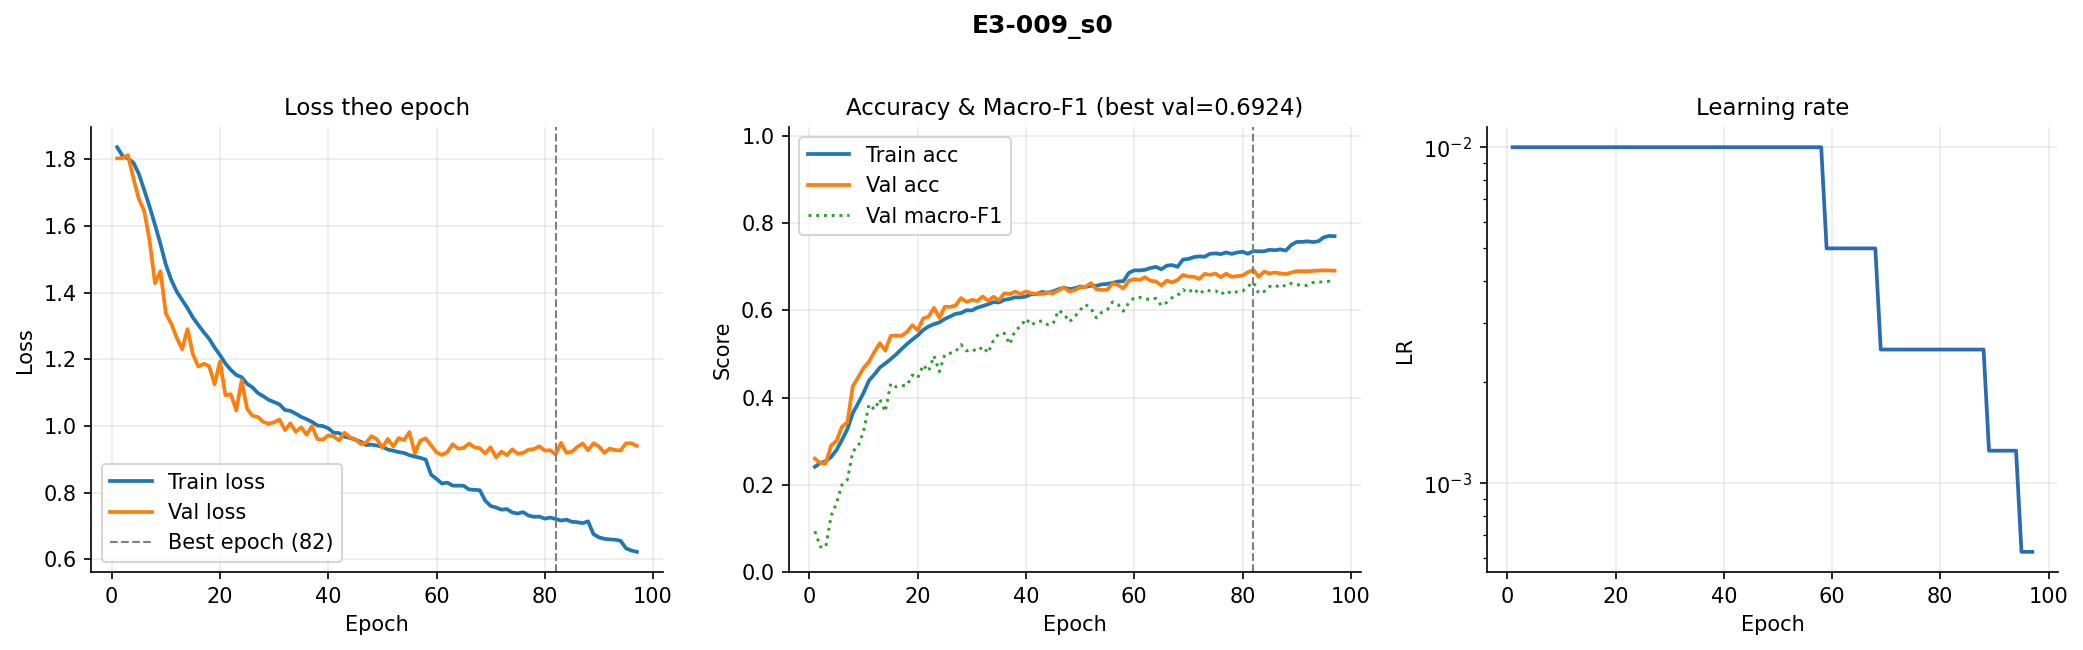 E3-009_s0
Loss theo epoch
1.8
1.6
1.4
1.2
1.0
0.8
0.6
Loss
Train loss
Val loss
Best epoch (82)
0 20 40 60 80 100
Epoch
Accuracy & Macro-F1 (best val=0.6924)
1.0
0.8
0.6
0.4
0.2
0.0
Score
Train acc
Val acc
Val macro-F1
0 20 40 60 80 100
Epoch
Learning rate
10⁻²
10⁻³
LR
0 20 40 60 80 100
Epoch